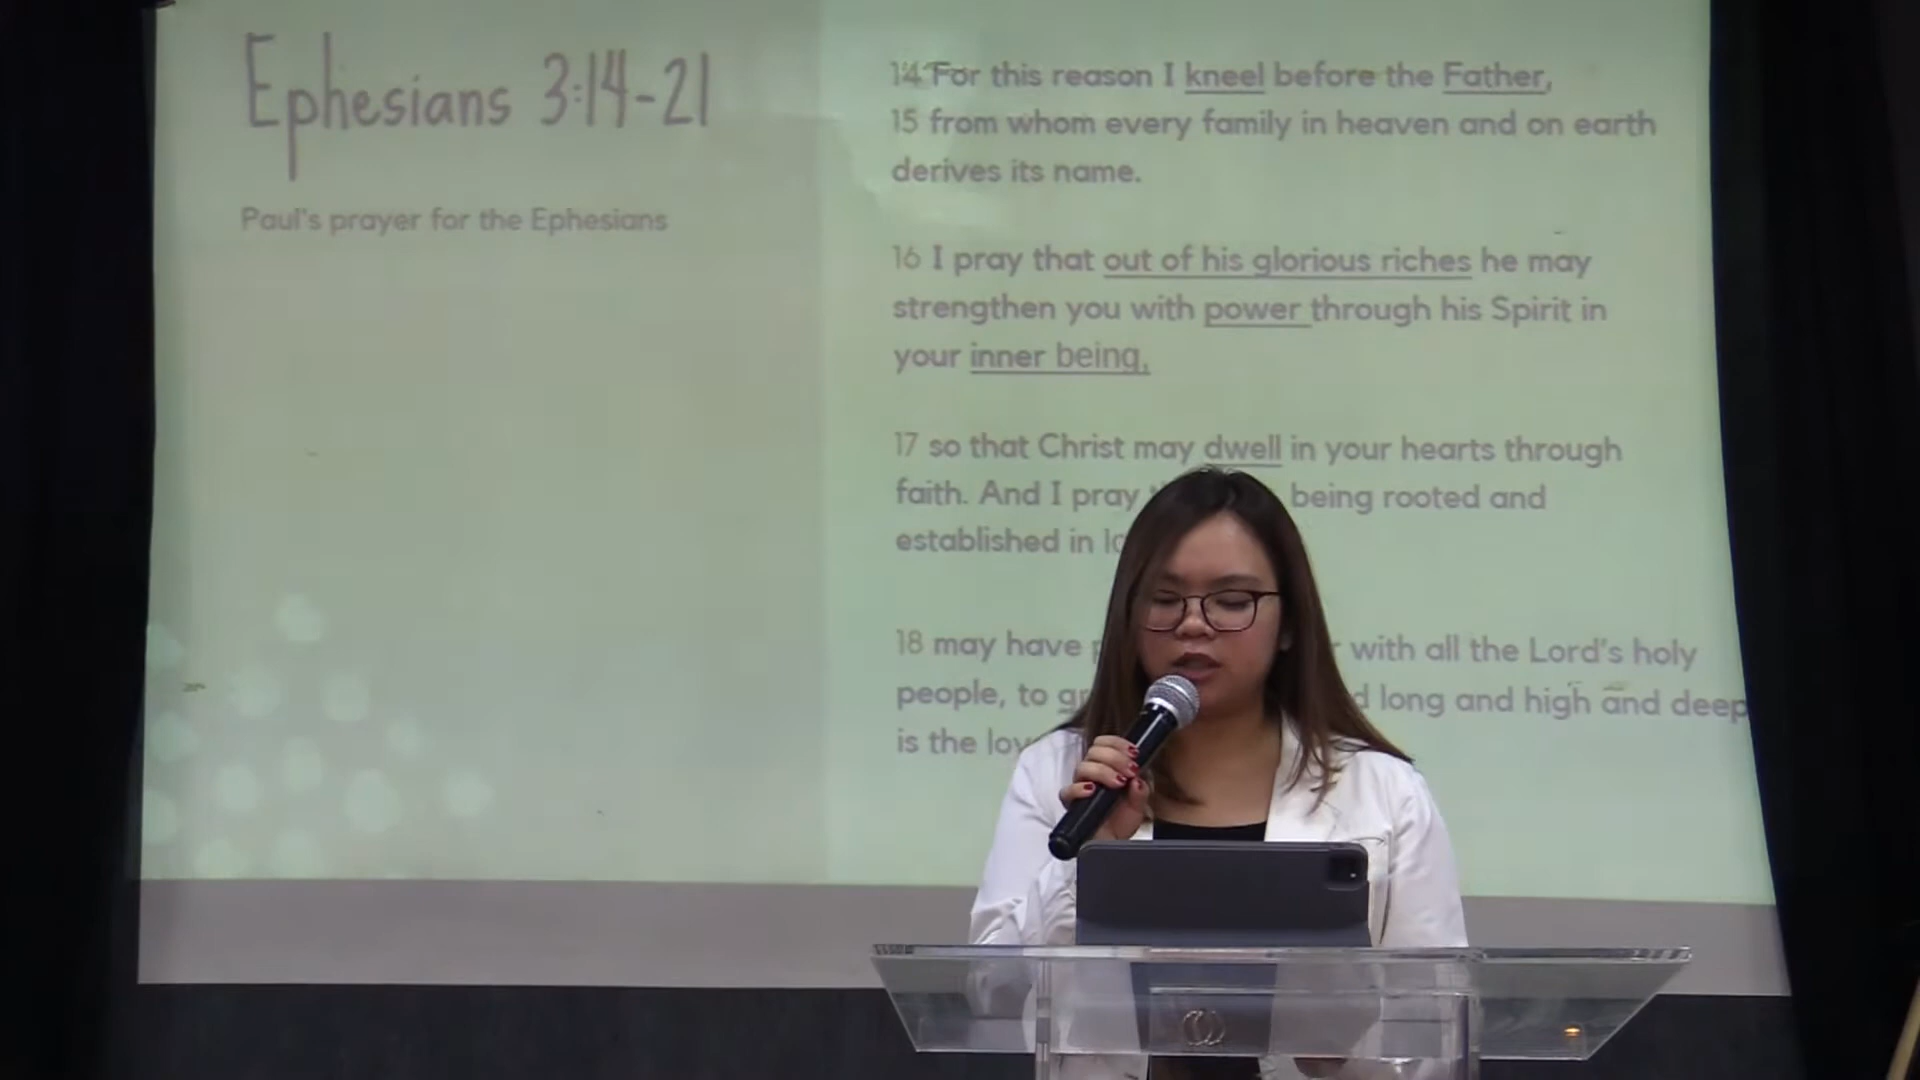 Ephesians 3:14-21
Paul's prayer for the Ephesians
14 For this reason I kneel before the Father,
15 from whom every family in heaven and on earth
derives its name.
16 I pray that out of his glorious riches he may
strengthen you with power through his Spirit in
your inner being,
17 so that Christ may dwell in your hearts through
faith. And I pray being rooted and
established in
18 may have with all the Lord's holy
people, to long and high and deep
is the